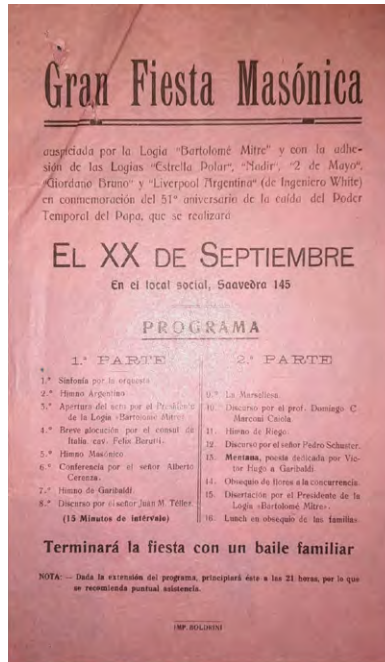 Gran Fiesta Masónica
auspiciada por la Logia "Bartolomé Mitre" y con la adhe-
sión de las Logias "Estrella Polar", "Nadir", "2 de Mayo",
"Giordano Bruno" y "Liverpool Argentina" (de Ingeniero White)
en conmemoración del 51º aniversario de la caída del Poder
Temporal del Papa, que se realizará
EL XX DE SEPTIEMBRE
En el local social, Saavedra 145
PROGRAMA
1.ª PARTE
1.º Sinfonía por la orquesta
2.º Himno Argentino
3.º Apertura del acto por el Presidente
de la Logia «Bartolomé Mitre»
4.º Breve alocución por el consul de
Italia, cav. Felix Berutti.
5.º Himno Masónico
6.º Conferencia por el señor Alberto
Cerenza.
7.º Himno de Garibaldi
8.º Discurso por el señor Juan M. Téllez
(15 Minutos de intérvalo)
2.ª PARTE
9.º La Marsellesa
10. Discurso por el prof. Domingo C.
Marconi Caiola
11. Himno de Riego
12. Discurso por el señor Pedro Schuster.
13. Mentana, poesía dedicada por Víc-
tor Hugo a Garibaldi
14. Obsequio de flores a la concurrencia.
15. Disertación por el Presidente de la
Logia «Bartolomé Mitre»
16. Lunch en obsequio de las familias
Terminará la fiesta con un baile familiar
NOTA: — Dada la extensión del programa, principiará éste a las 21 horas, por lo que
se recomienda puntual asistencia.
IMP. SOLDRINI